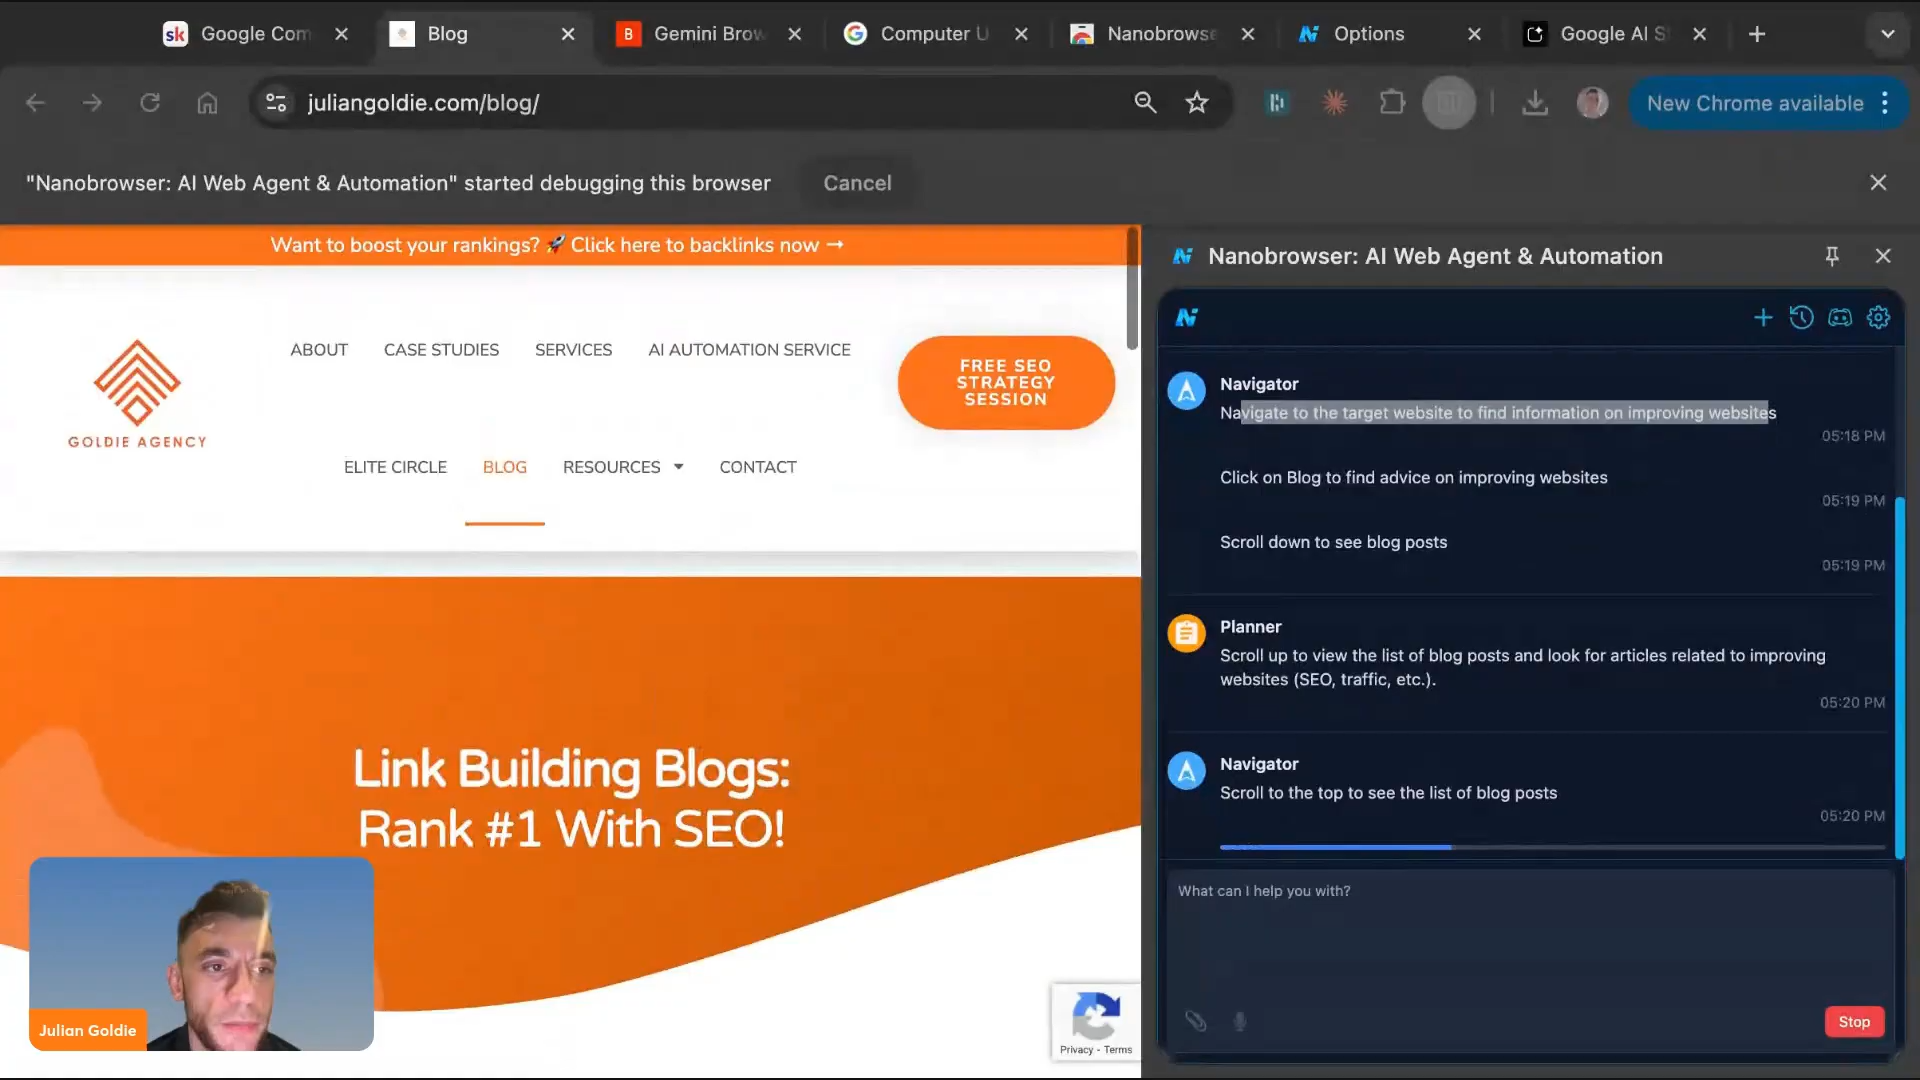 sk Google Com
Blog
B Gemini Brow
Computer U
Nanobrowse
Options
Google AI S
juliangoldie.com/blog/
New Chrome available
"Nanobrowser: AI Web Agent & Automation" started debugging this browser
Cancel
Want to boost your rankings? 🚀 Click here to backlinks now →
GOLDIE AGENCY
ABOUT CASE STUDIES SERVICES AI AUTOMATION SERVICE
FREE SEO
STRATEGY
SESSION
ELITE CIRCLE BLOG RESOURCES CONTACT
Link Building Blogs:
Rank #1 With SEO!
Julian Goldie
Privacy - Terms
Nanobrowser: AI Web Agent & Automation
Navigator
Navigate to the target website to find information on improving websites
05:18 PM
Click on Blog to find advice on improving websites
05:19 PM
Scroll down to see blog posts
05:19 PM
Planner
Scroll up to view the list of blog posts and look for articles related to improving
websites (SEO, traffic, etc.).
05:20 PM
Navigator
Scroll to the top to see the list of blog posts
05:20 PM
What can I help you with?
Stop